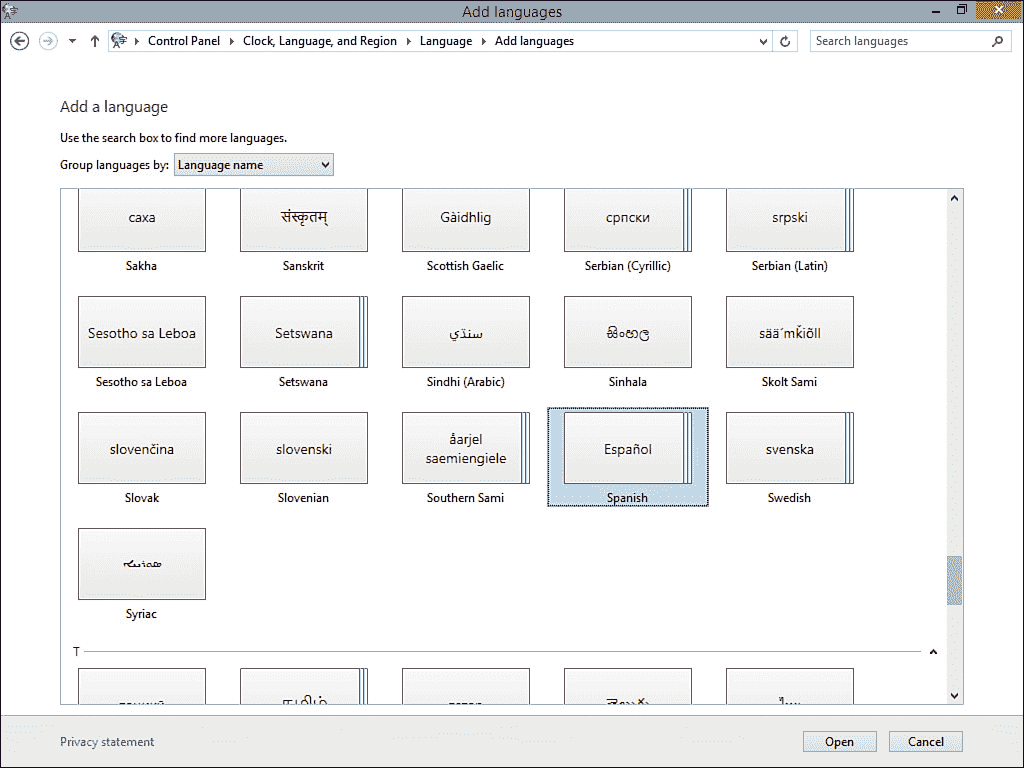 Add languages
Control Panel Clock, Language, and Region Language Add languages
Search languages
Add a language
Use the search box to find more languages.
Group languages by: Language name
саха संस्कृतम् Gàidhlig српски srpski
Sakha Sanskrit Scottish Gaelic Serbian (Cyrillic) Serbian (Latin)
Sesotho sa Leboa Setswana سنڌي සිංහල sää´mǩiõll
Sesotho sa Leboa Setswana Sindhi (Arabic) Sinhala Skolt Sami
slovenčina slovenski åarjel saemiengiele Español svenska
Slovak Slovenian Southern Sami Spanish Swedish
ܣܘܪܝܝܐ
Syriac
T
Privacy statement
Open Cancel